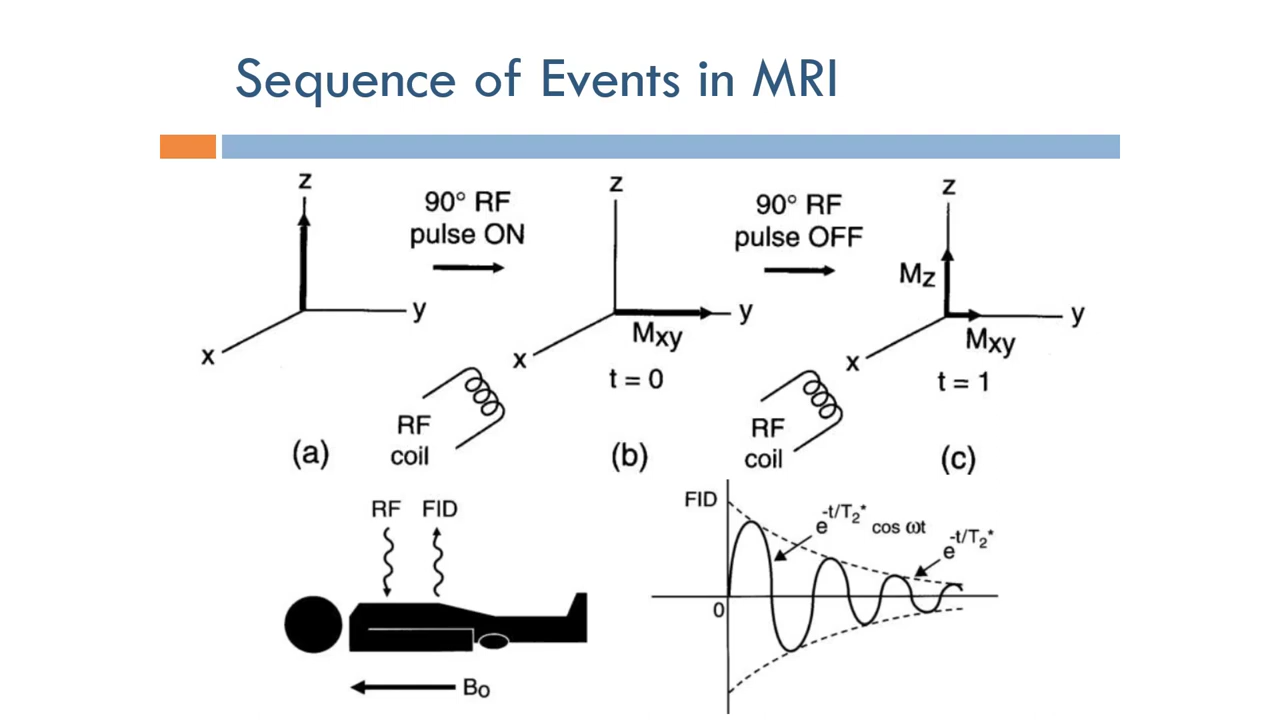 Sequence of Events in MRI
z
y
x
(a)
90° RF
pulse ON
z
y
x
Mxy
t = 0
RF
coil
(b)
90° RF
pulse OFF
z
Mz
y
x
Mxy
t = 1
RF
coil
(c)
RF FID
Bo
FID
0
e-t/T2* cos ωt
e-t/T2*